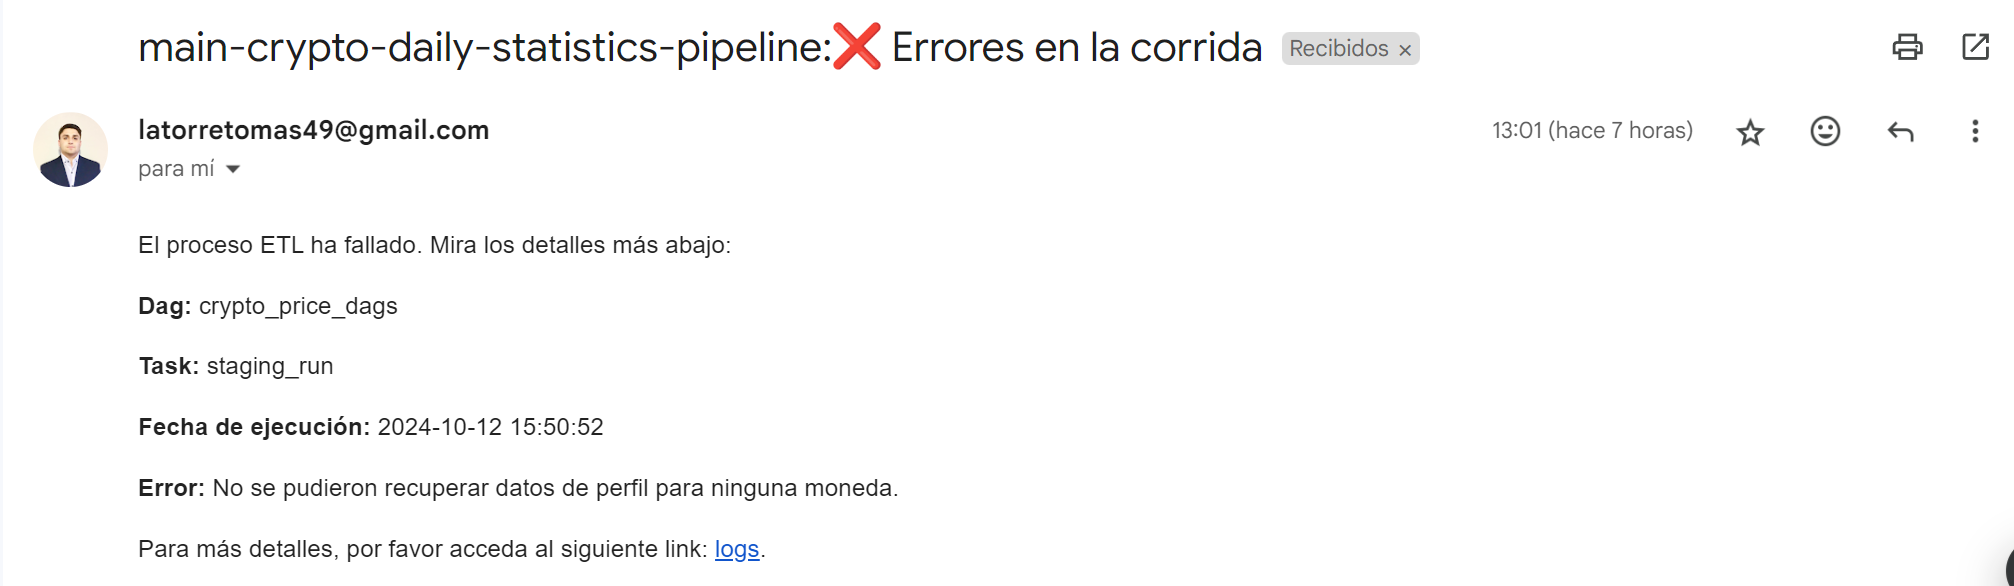 main-crypto-daily-statistics-pipeline:❌ Errores en la corrida Recibidos ×
latorretomas49@gmail.com 13:01 (hace 7 horas)
para mí
El proceso ETL ha fallado. Mira los detalles más abajo:
Dag: crypto_price_dags
Task: staging_run
Fecha de ejecución: 2024-10-12 15:50:52
Error: No se pudieron recuperar datos de perfil para ninguna moneda.
Para más detalles, por favor acceda al siguiente link: logs.